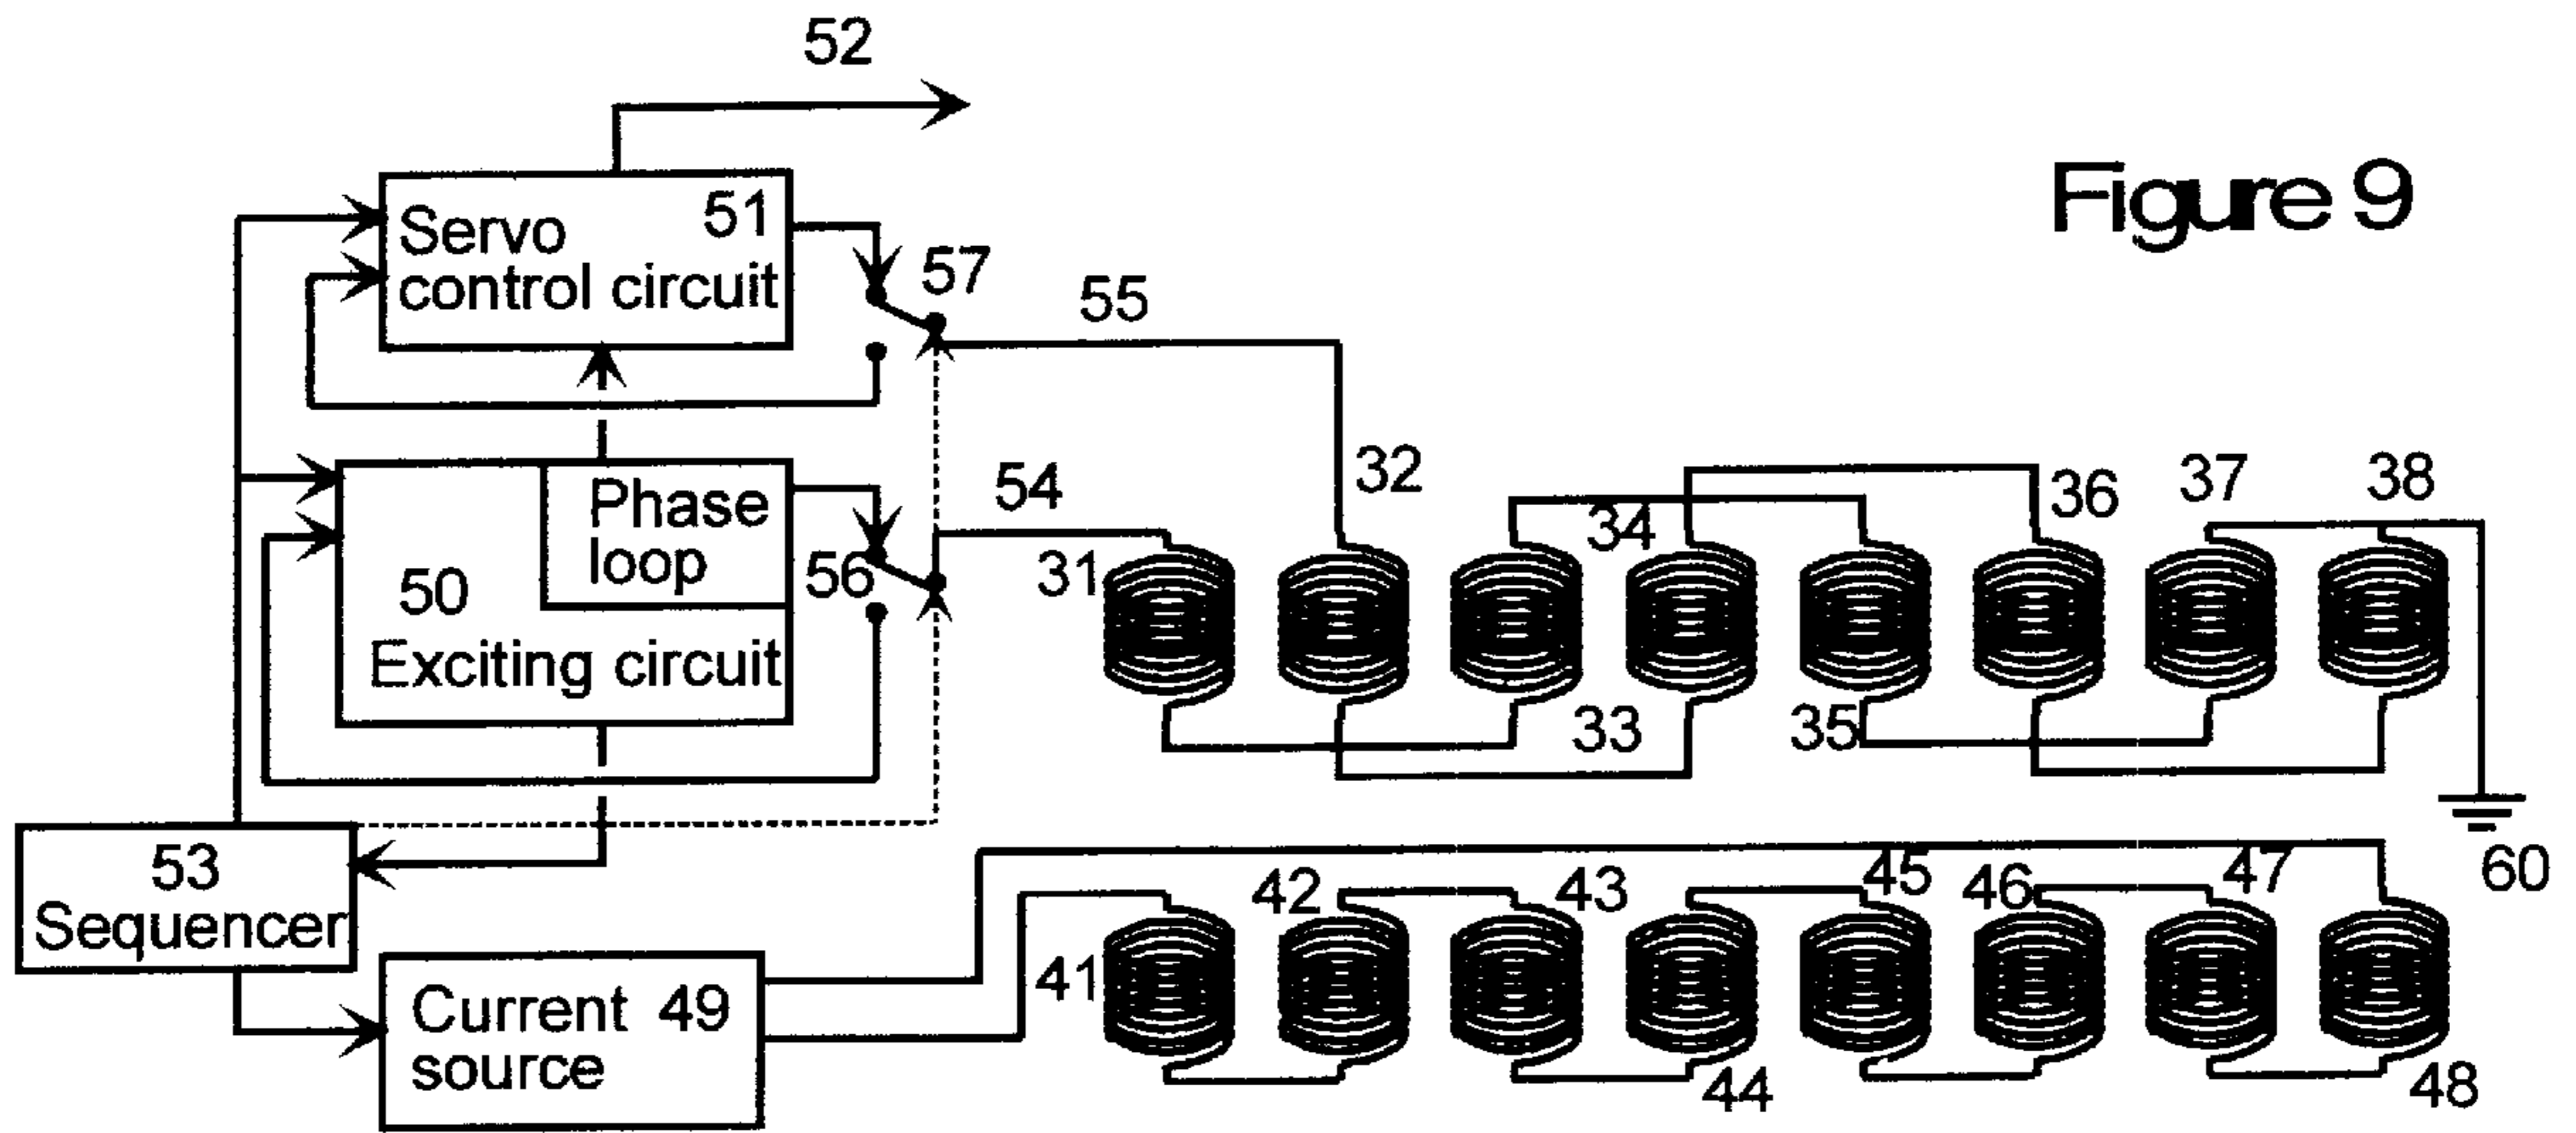 52
Figure 9
51
Servo
control circuit
57
55
32
Phase
loop
54
34
36
37
38
50
56
31
Exciting circuit
33
35
53
Sequencer
42
43
45
46
47
60
41
Current 49
source
44
48